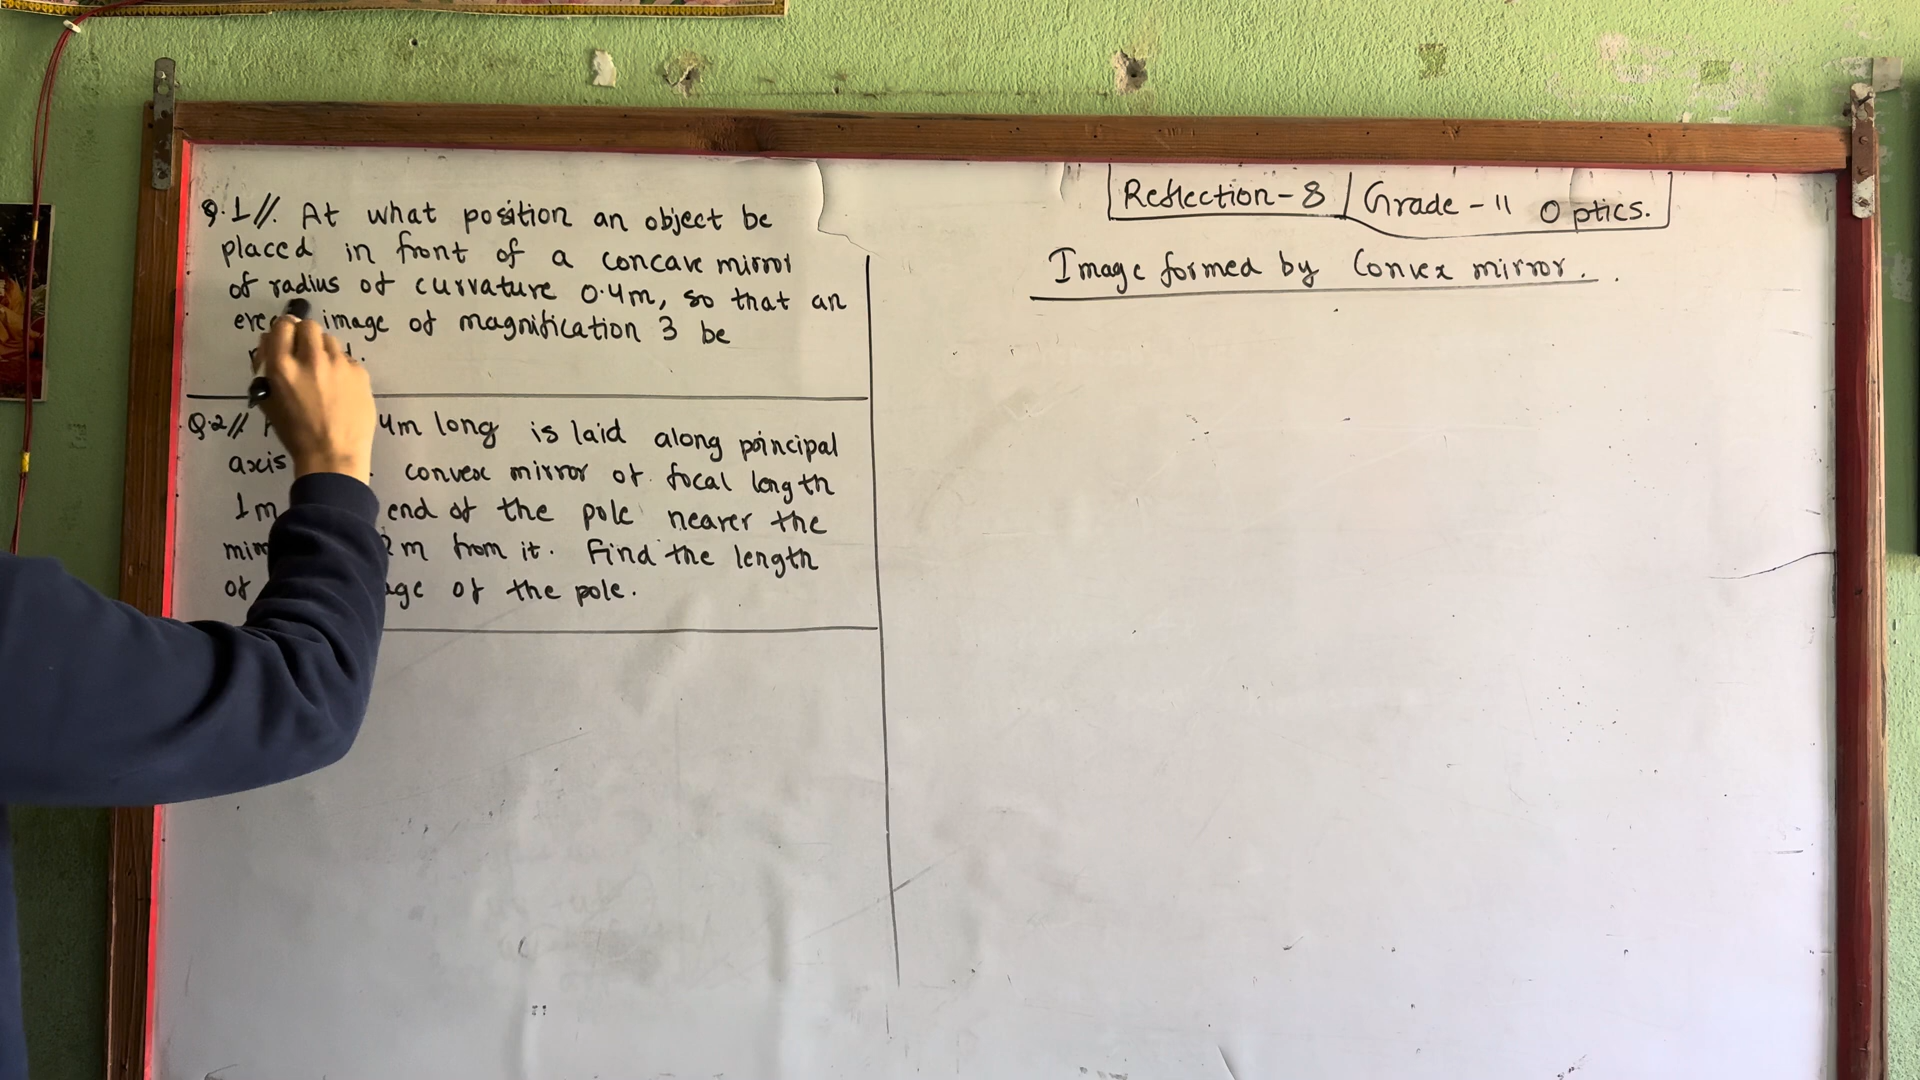 Q.1//. At what position an object be
placed in front of a concave mirror
of radius of curvature 0.4m, so that an
image of magnification 3 be
Q.2// 4m long is laid along principal
axis convex mirror of focal length
1m end of the pole nearer the
2m from it. Find the length
of of the pole.
Reflection-8 | Grade-11 Optics.
Image formed by Convex mirror.